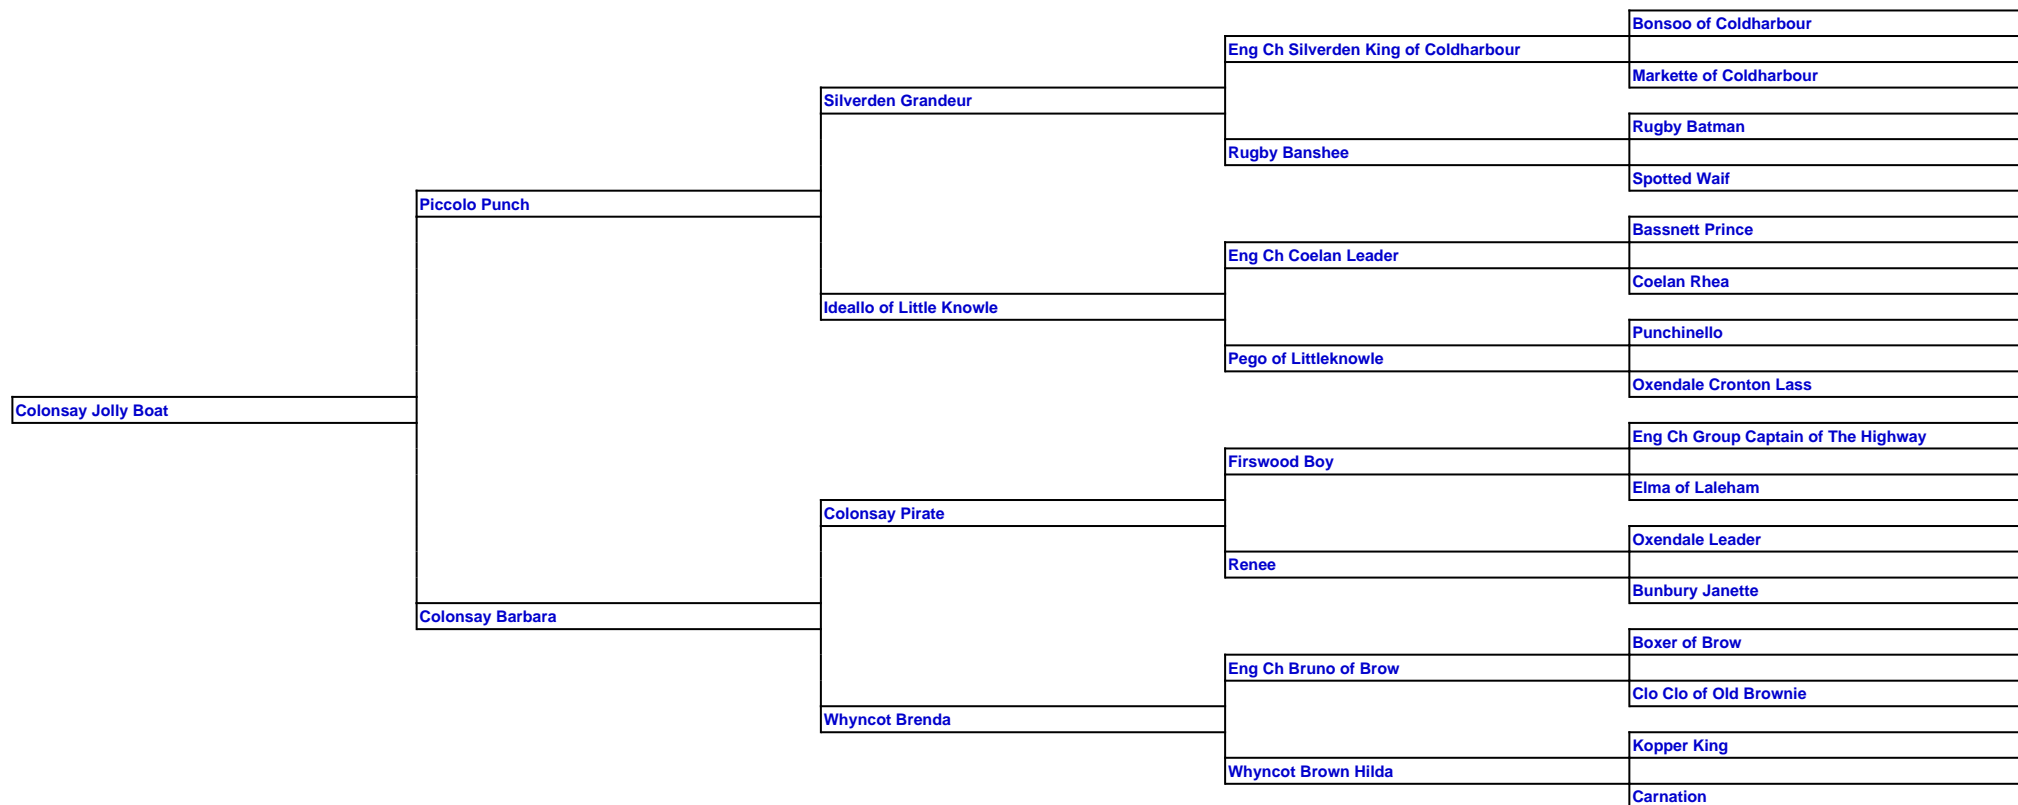 Bonsoo of Coldharbour
Eng Ch Silverden King of Coldharbour
Markette of Coldharbour
Silverden Grandeur
Rugby Batman
Rugby Banshee
Spotted Waif
Piccolo Punch
Bassnett Prince
Eng Ch Coelan Leader
Coelan Rhea
Ideallo of Little Knowle
Punchinello
Pego of Littleknowle
Oxendale Cronton Lass
Colonsay Jolly Boat
Eng Ch Group Captain of The Highway
Firswood Boy
Elma of Laleham
Colonsay Pirate
Oxendale Leader
Renee
Bunbury Janette
Colonsay Barbara
Boxer of Brow
Eng Ch Bruno of Brow
Clo Clo of Old Brownie
Whyncot Brenda
Kopper King
Whyncot Brown Hilda
Carnation